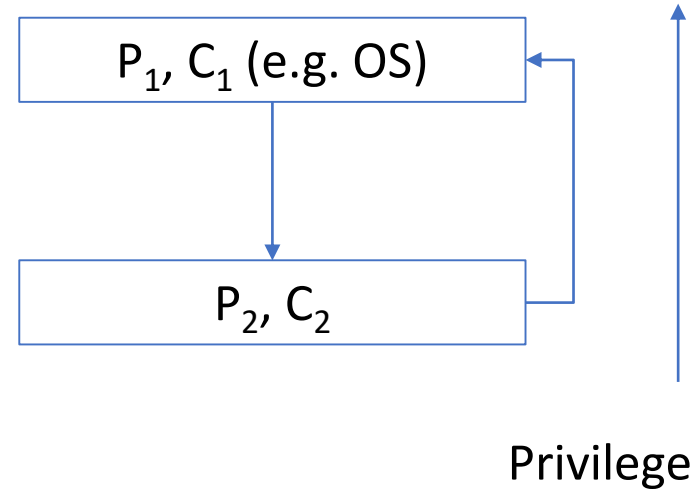 P₁, C₁ (e.g. OS)
P₂, C₂
Privilege